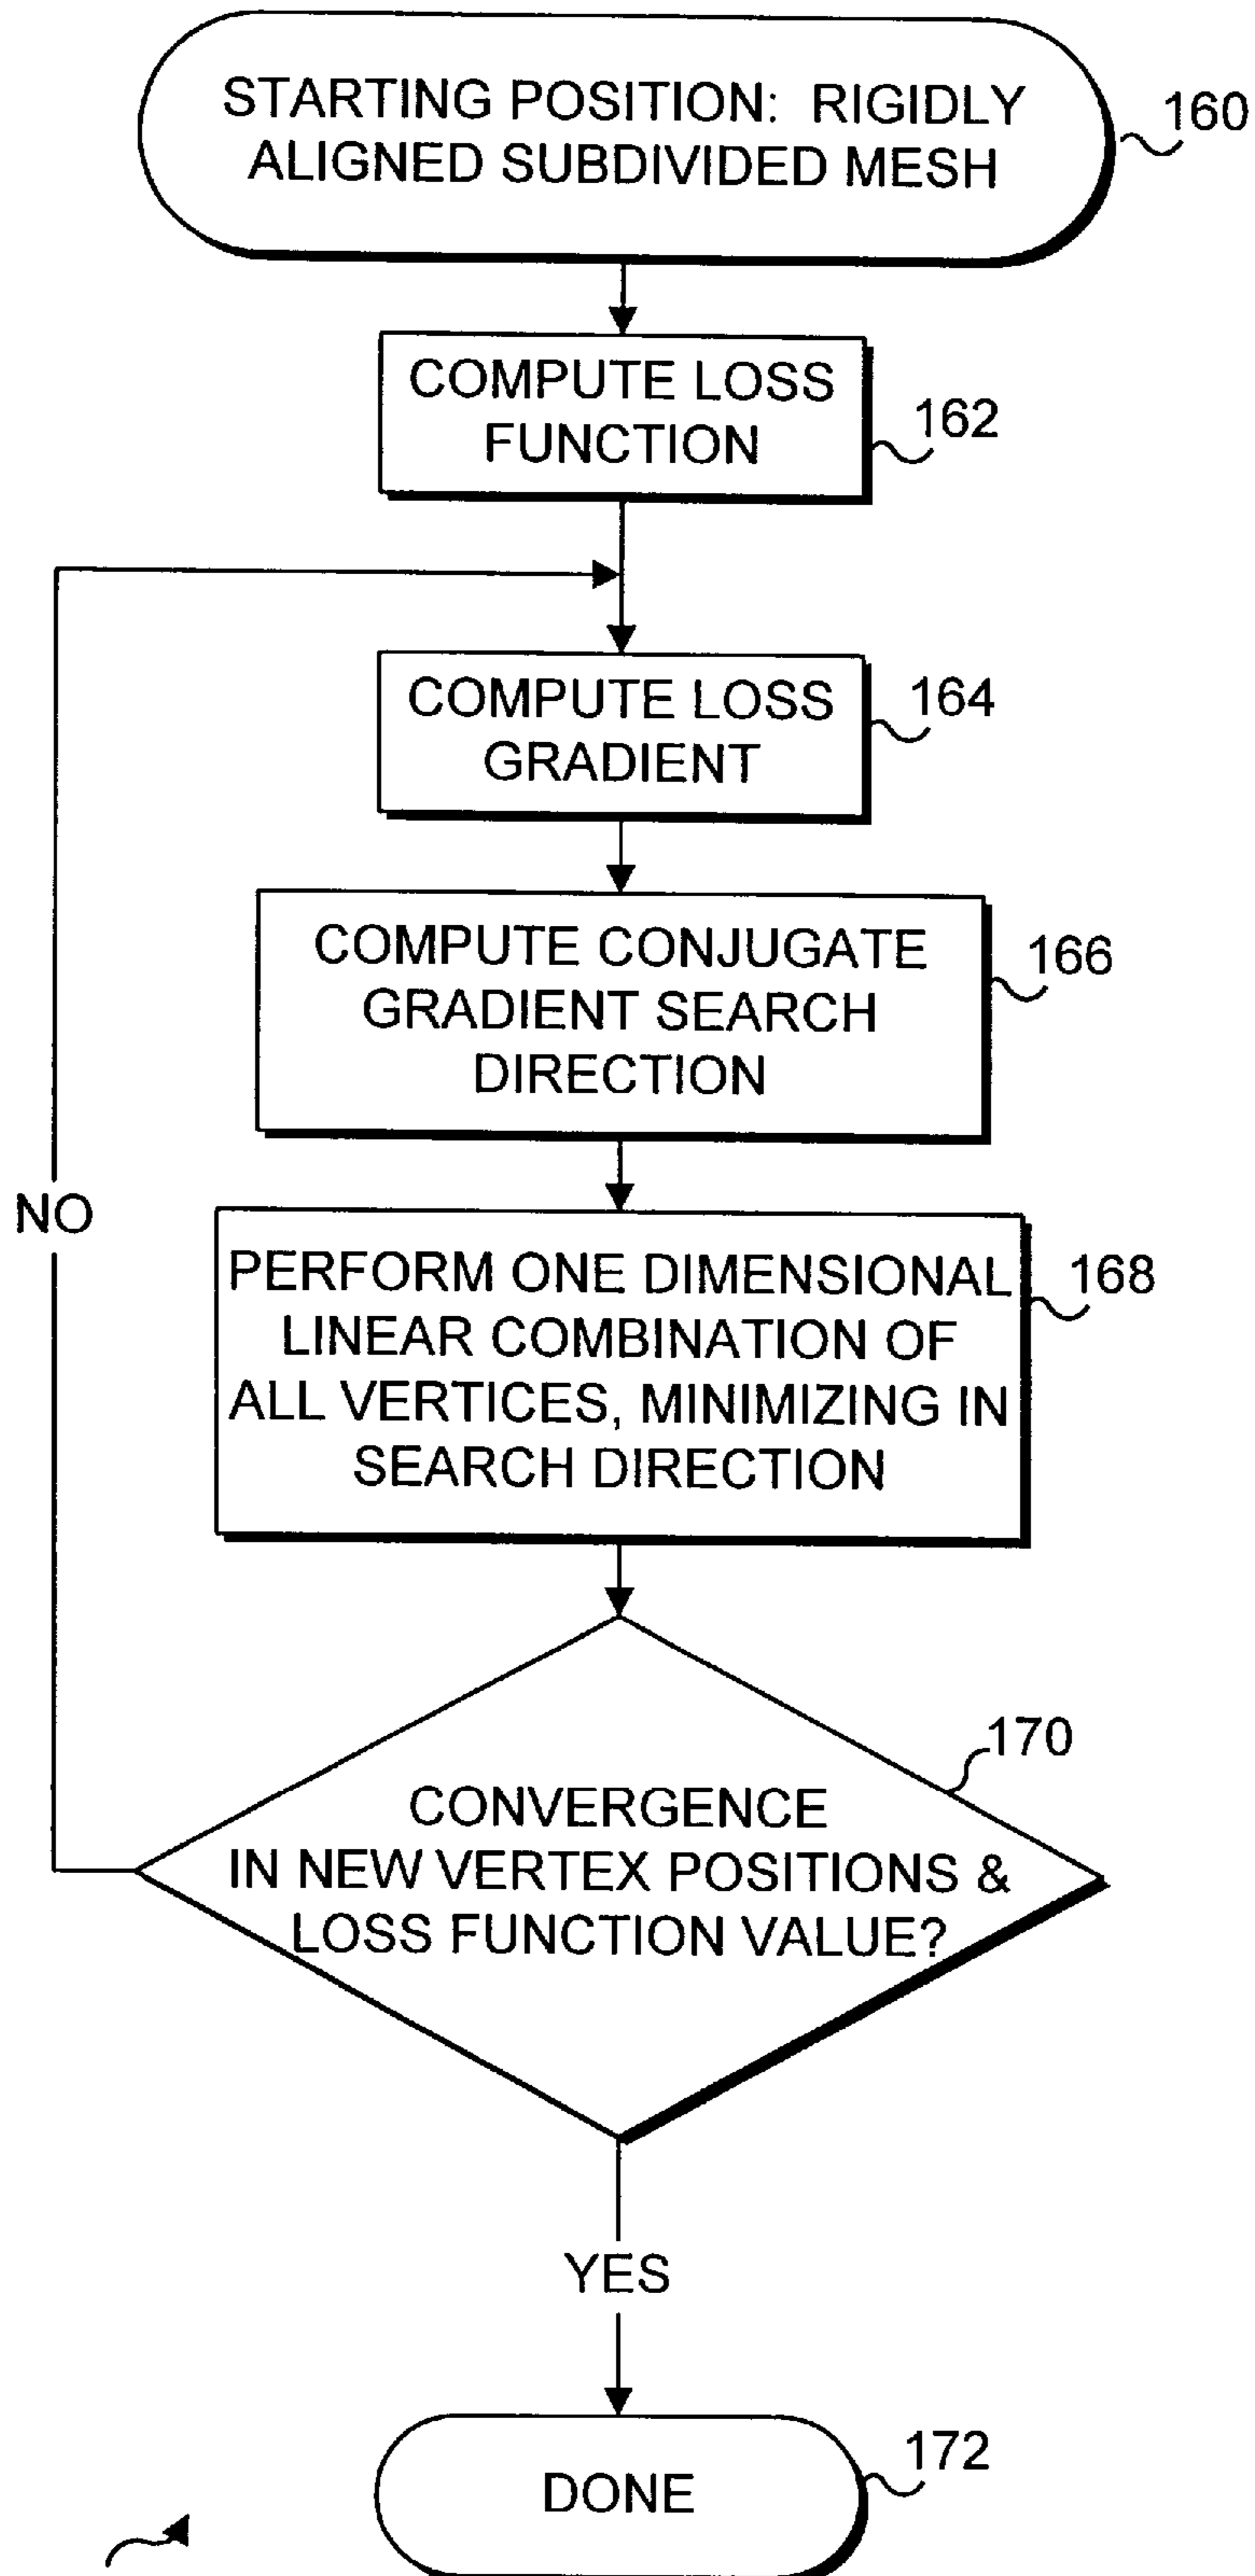 STARTING POSITION: RIGIDLY
ALIGNED SUBDIVIDED MESH
160
COMPUTE LOSS
FUNCTION
162
COMPUTE LOSS
GRADIENT
164
COMPUTE CONJUGATE
GRADIENT SEARCH
DIRECTION
166
NO
PERFORM ONE DIMENSIONAL
LINEAR COMBINATION OF
ALL VERTICES, MINIMIZING IN
SEARCH DIRECTION
168
170
CONVERGENCE
IN NEW VERTEX POSITIONS &
LOSS FUNCTION VALUE?
YES
DONE
172